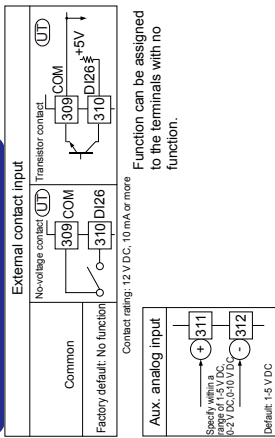 External contact input
Common
No-voltage contact UT
309 COM
310 DI26
Transistor contact UT
COM
309
+5V
DI26
310
Factory default: No function
Contact rating: 12 V DC, 10 mA or more
Function can be assigned
to the terminals with no
function.
Aux. analog input
Specify within a
range of 1-5 V DC,
0-2 V DC,0-10 V DC
+ 311
- 312
Default: 1-5 V DC